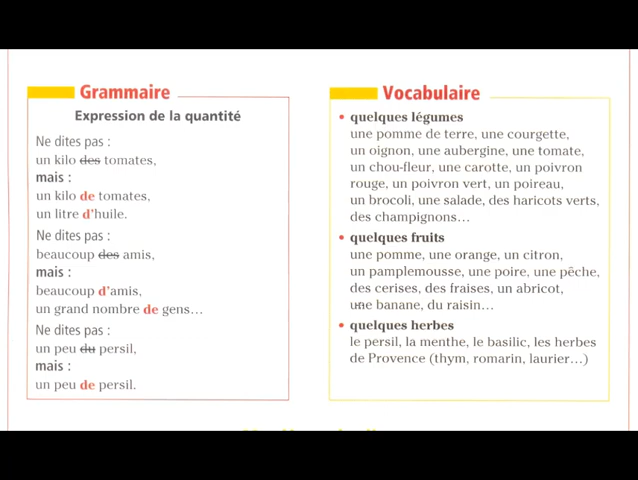 Grammaire
Expression de la quantité
Ne dites pas :
un kilo des tomates,
mais :
un kilo de tomates,
un litre d'huile.
Ne dites pas :
beaucoup des amis,
mais :
beaucoup d'amis,
un grand nombre de gens...
Ne dites pas :
un peu du persil,
mais :
un peu de persil.
Vocabulaire
• quelques légumes
une pomme de terre, une courgette,
un oignon, une aubergine, une tomate,
un chou-fleur, une carotte, un poivron
rouge, un poivron vert, un poireau,
un brocoli, une salade, des haricots verts,
des champignons...
• quelques fruits
une pomme, une orange, un citron,
un pamplemousse, une poire, une pêche,
des cerises, des fraises, un abricot,
une banane, du raisin...
• quelques herbes
le persil, la menthe, le basilic, les herbes
de Provence (thym, romarin, laurier...)